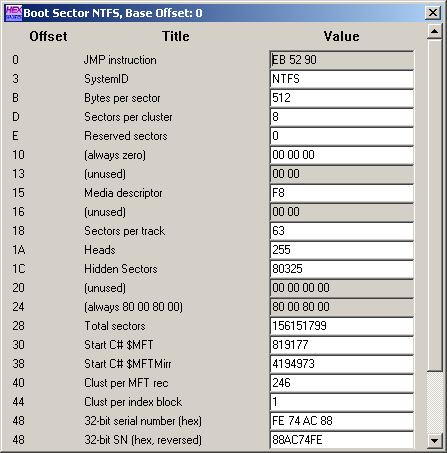 HEX
Boot Sector NTFS, Base Offset: 0
Offset Title Value
0 JMP instruction EB 52 90
3 SystemID NTFS
B Bytes per sector 512
D Sectors per cluster 8
E Reserved sectors 0
10 (always zero) 00 00 00
13 (unused) 00 00
15 Media descriptor F8
16 (unused) 00 00
18 Sectors per track 63
1A Heads 255
1C Hidden Sectors 80325
20 (unused) 00 00 00 00
24 (always 80 00 80 00) 80 00 80 00
28 Total sectors 156151799
30 Start C# $MFT 819177
38 Start C# $MFTMirr 4194973
40 Clust per MFT rec 246
44 Clust per index block 1
48 32-bit serial number (hex) FE 74 AC 88
48 32-bit SN (hex, reversed) 88AC74FE